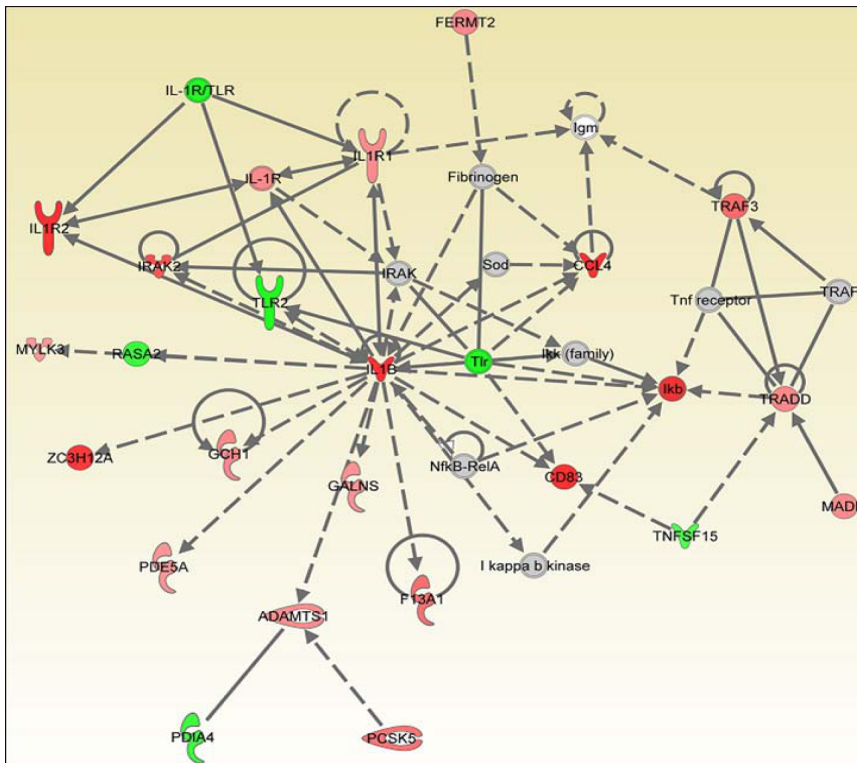 FERMT2
IL-1R/TLR
Igm
IL1R1
IL-1R
Fibrinogen
TRAF3
IL1R2
IRAK2
IRAK
Sod
CCL4
TLR2
Tnf receptor
TRAF
MYLK3
RASA2
IL1B
Tlr
Ikk (family)
Ikb
TRADD
ZC3H12A
GCH1
GALNS
NfkB-RelA
CD83
MADD
TNFSF15
PDE5A
F13A1
I kappa b kinase
ADAMTS1
PDIA4
PCSK5